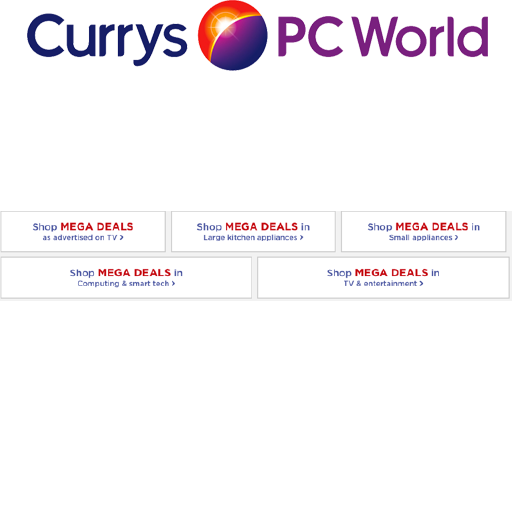 Currys PC World
Shop MEGA DEALS
as advertised on TV >
Shop MEGA DEALS in
Large kitchen appliances >
Shop MEGA DEALS in
Small appliances >
Shop MEGA DEALS in
Computing & smart tech >
Shop MEGA DEALS in
TV & entertainment >